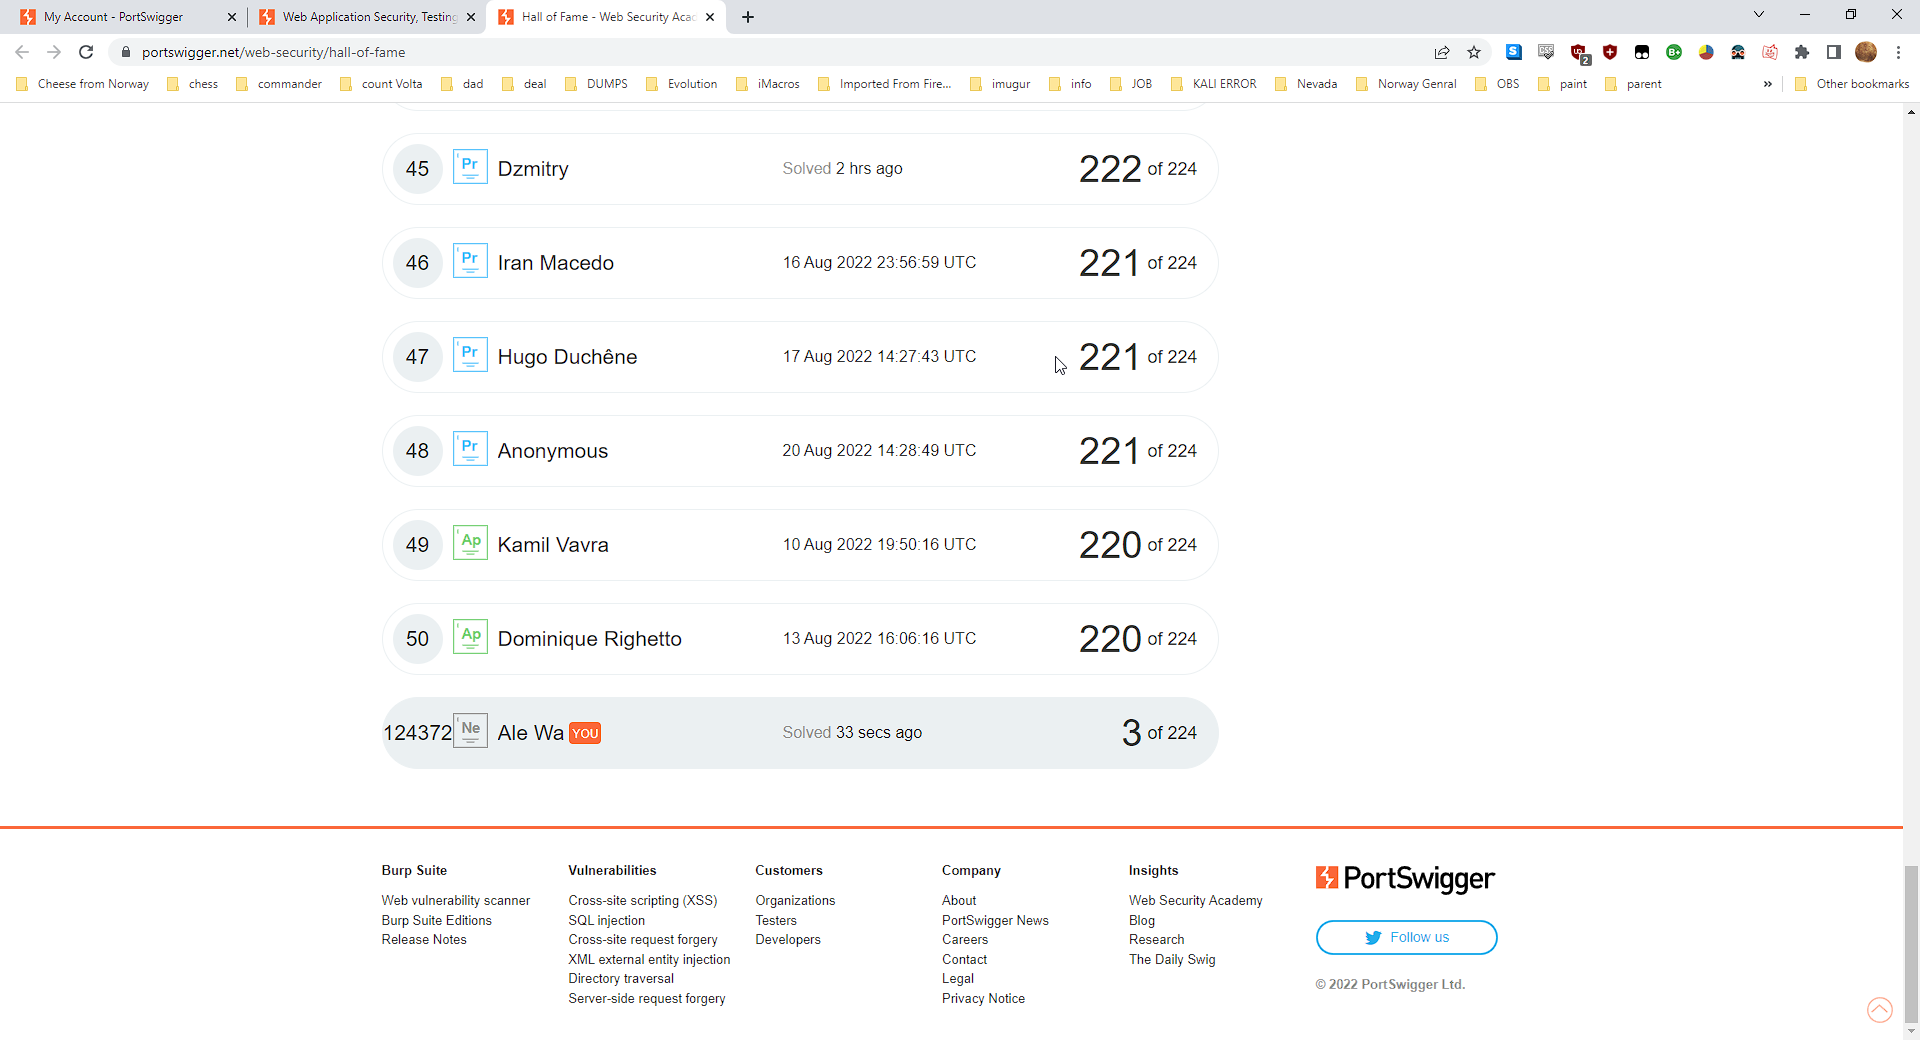 My Account - PortSwigger
Web Application Security, Testing
Hall of Fame - Web Security Acad
portswigger.net/web-security/hall-of-fame
2
Cheese from Norway
chess
commander
count Volta
dad
deal
DUMPS
Evolution
iMacros
Imported From Fire...
imugur
info
JOB
KALI ERROR
Nevada
Norway Genral
OBS
paint
parent
»
Other bookmarks
45 Pr Dzmitry Solved 2 hrs ago 222 of 224
46 Pr Iran Macedo 16 Aug 2022 23:56:59 UTC 221 of 224
47 Pr Hugo Duchêne 17 Aug 2022 14:27:43 UTC 221 of 224
48 Pr Anonymous 20 Aug 2022 14:28:49 UTC 221 of 224
49 Ap Kamil Vavra 10 Aug 2022 19:50:16 UTC 220 of 224
50 Ap Dominique Righetto 13 Aug 2022 16:06:16 UTC 220 of 224
124372 Ne Ale Wa YOU Solved 33 secs ago 3 of 224
Burp Suite
Web vulnerability scanner
Burp Suite Editions
Release Notes
Vulnerabilities
Cross-site scripting (XSS)
SQL injection
Cross-site request forgery
XML external entity injection
Directory traversal
Server-side request forgery
Customers
Organizations
Testers
Developers
Company
About
PortSwigger News
Careers
Contact
Legal
Privacy Notice
Insights
Web Security Academy
Blog
Research
The Daily Swig
PortSwigger
Follow us
© 2022 PortSwigger Ltd.